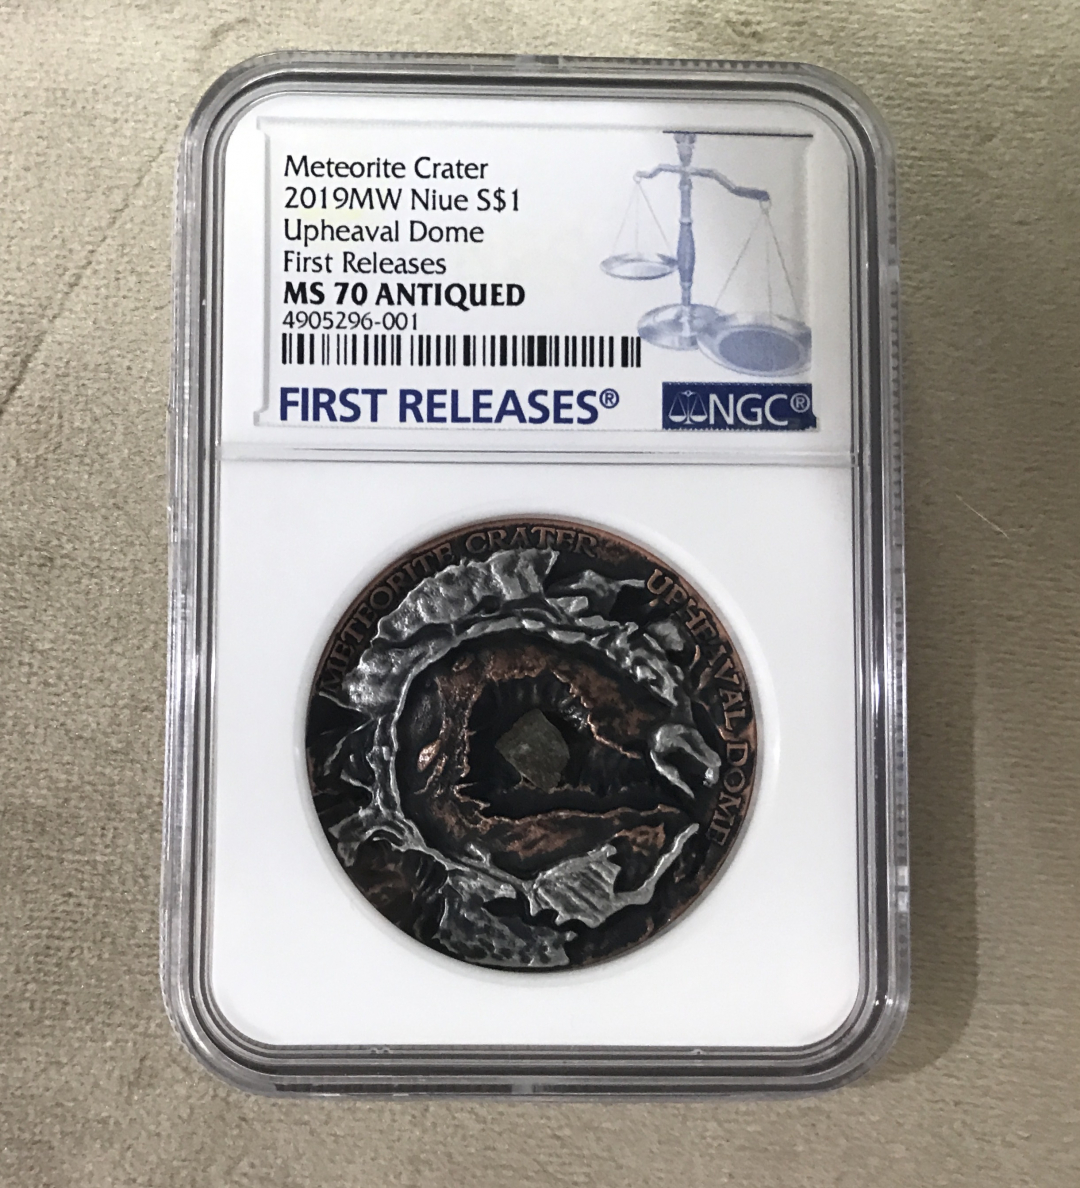 Meteorite Crater
2019MW Niue S$1
Upheaval Dome
First Releases
MS 70 ANTIQUED
4905296-001
FIRST RELEASES®
NGC®
METEORITE CRATER
UPHEAVAL DOME